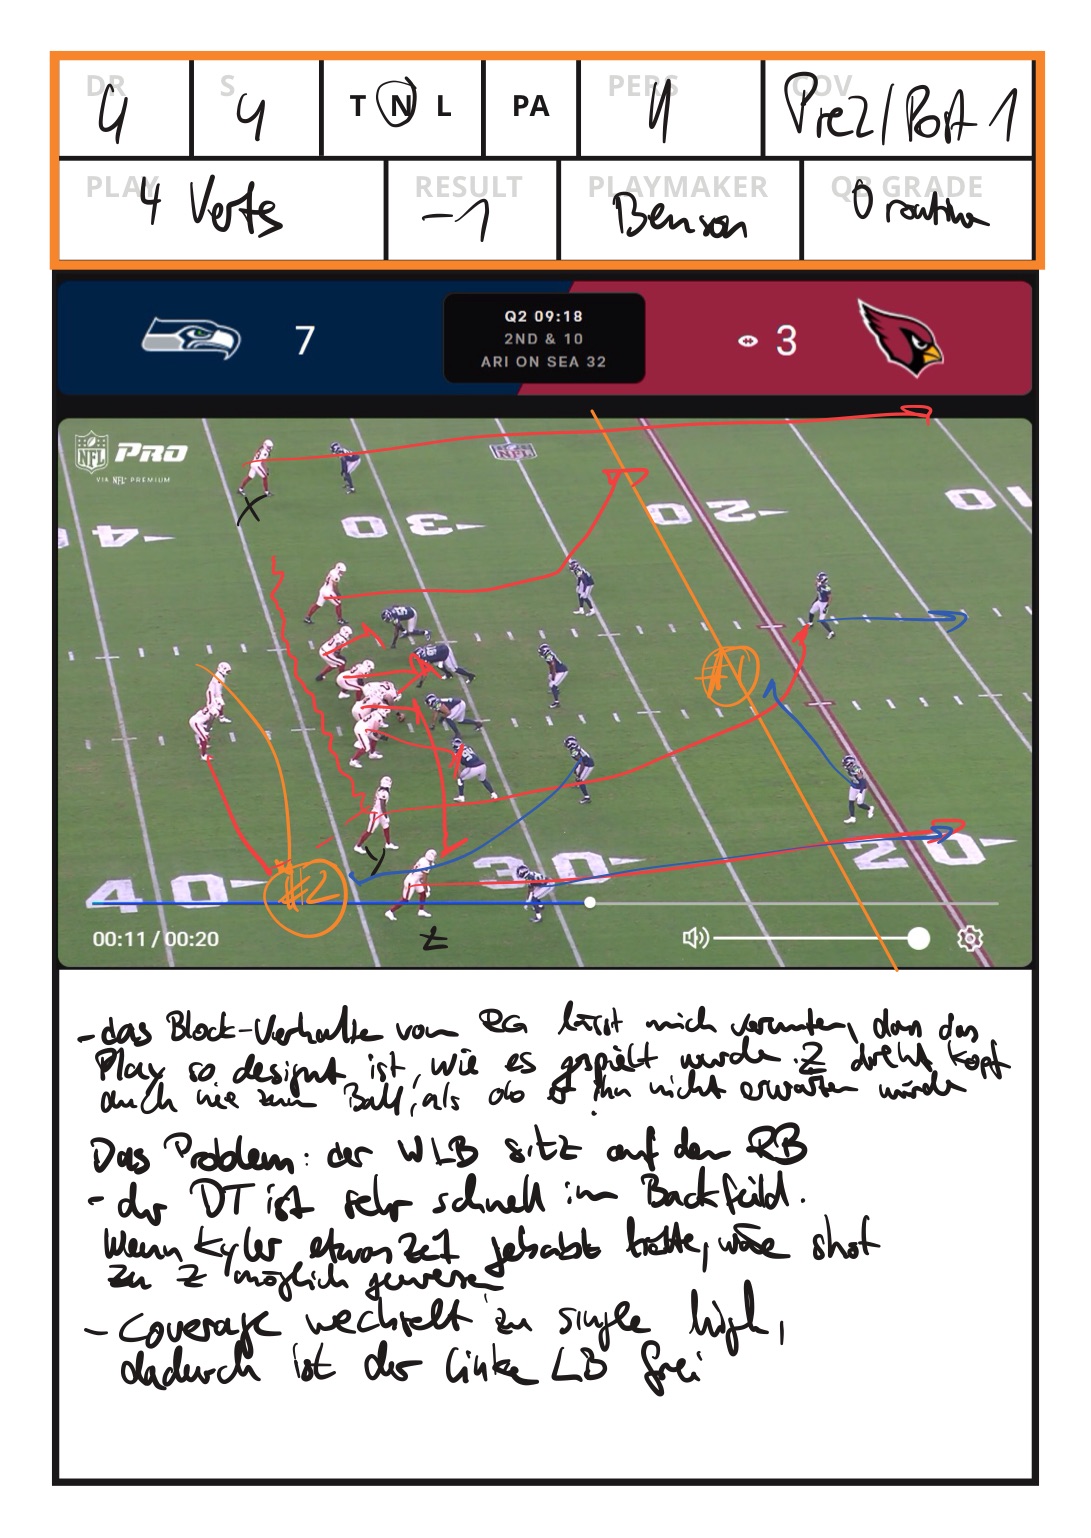 DR S T N L PA PERS COV
4 4 11 Pre2/Post 1
PLAY RESULT PLAYMAKER QB GRADE
4 Verts -1 Benson 0 routine
7 Q2 09:18 3
2ND & 10
ARI ON SEA 32
NFL PRO
VIA NFL+ PREMIUM
NFL
X
4 30 20 10
#1
#2
Y
40 30 20
Z
00:11 / 00:20
- das Block-Verhalten vom RG lässt mich vermuten, dass das
Play so designt ist, wie es gespielt wurde. Z dreht Kopf
auch nie zum Ball, als ob er ihn nicht erwarten würde
Das Problem: der WLB sitzt auf dem RB
- der DT ist sehr schnell im Backfeild.
Wenn Kyler etwas Zeit gehabt hätte, wäre shot
zu Z möglich gewesen
- Coverage wechselt zu single high,
dadurch ist der linke LB frei